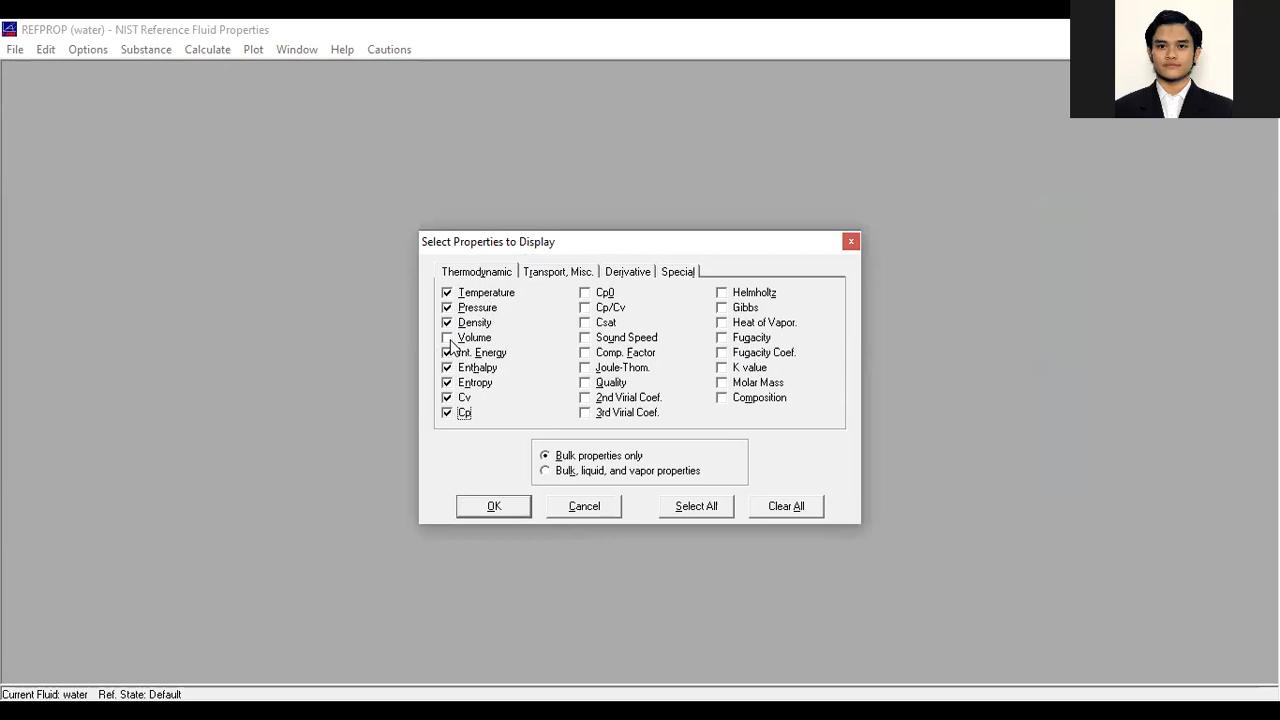 REFPROP (water) - NIST Reference Fluid Properties
File Edit Options Substance Calculate Plot Window Help Cautions
Select Properties to Display
Thermodynamic Transport, Misc. Derivative Special
Temperature Cp0 Helmholtz
Pressure Cp/Cv Gibbs
Density Csat Heat of Vapor.
Volume Sound Speed Fugacity
Int. Energy Comp. Factor Fugacity Coef.
Enthalpy Joule-Thom. K value
Entropy Quality Molar Mass
Cv 2nd Virial Coef. Composition
Cp 3rd Virial Coef.
Bulk properties only
Bulk, liquid, and vapor properties
OK Cancel Select All Clear All
Current Fluid: water Ref. State: Default